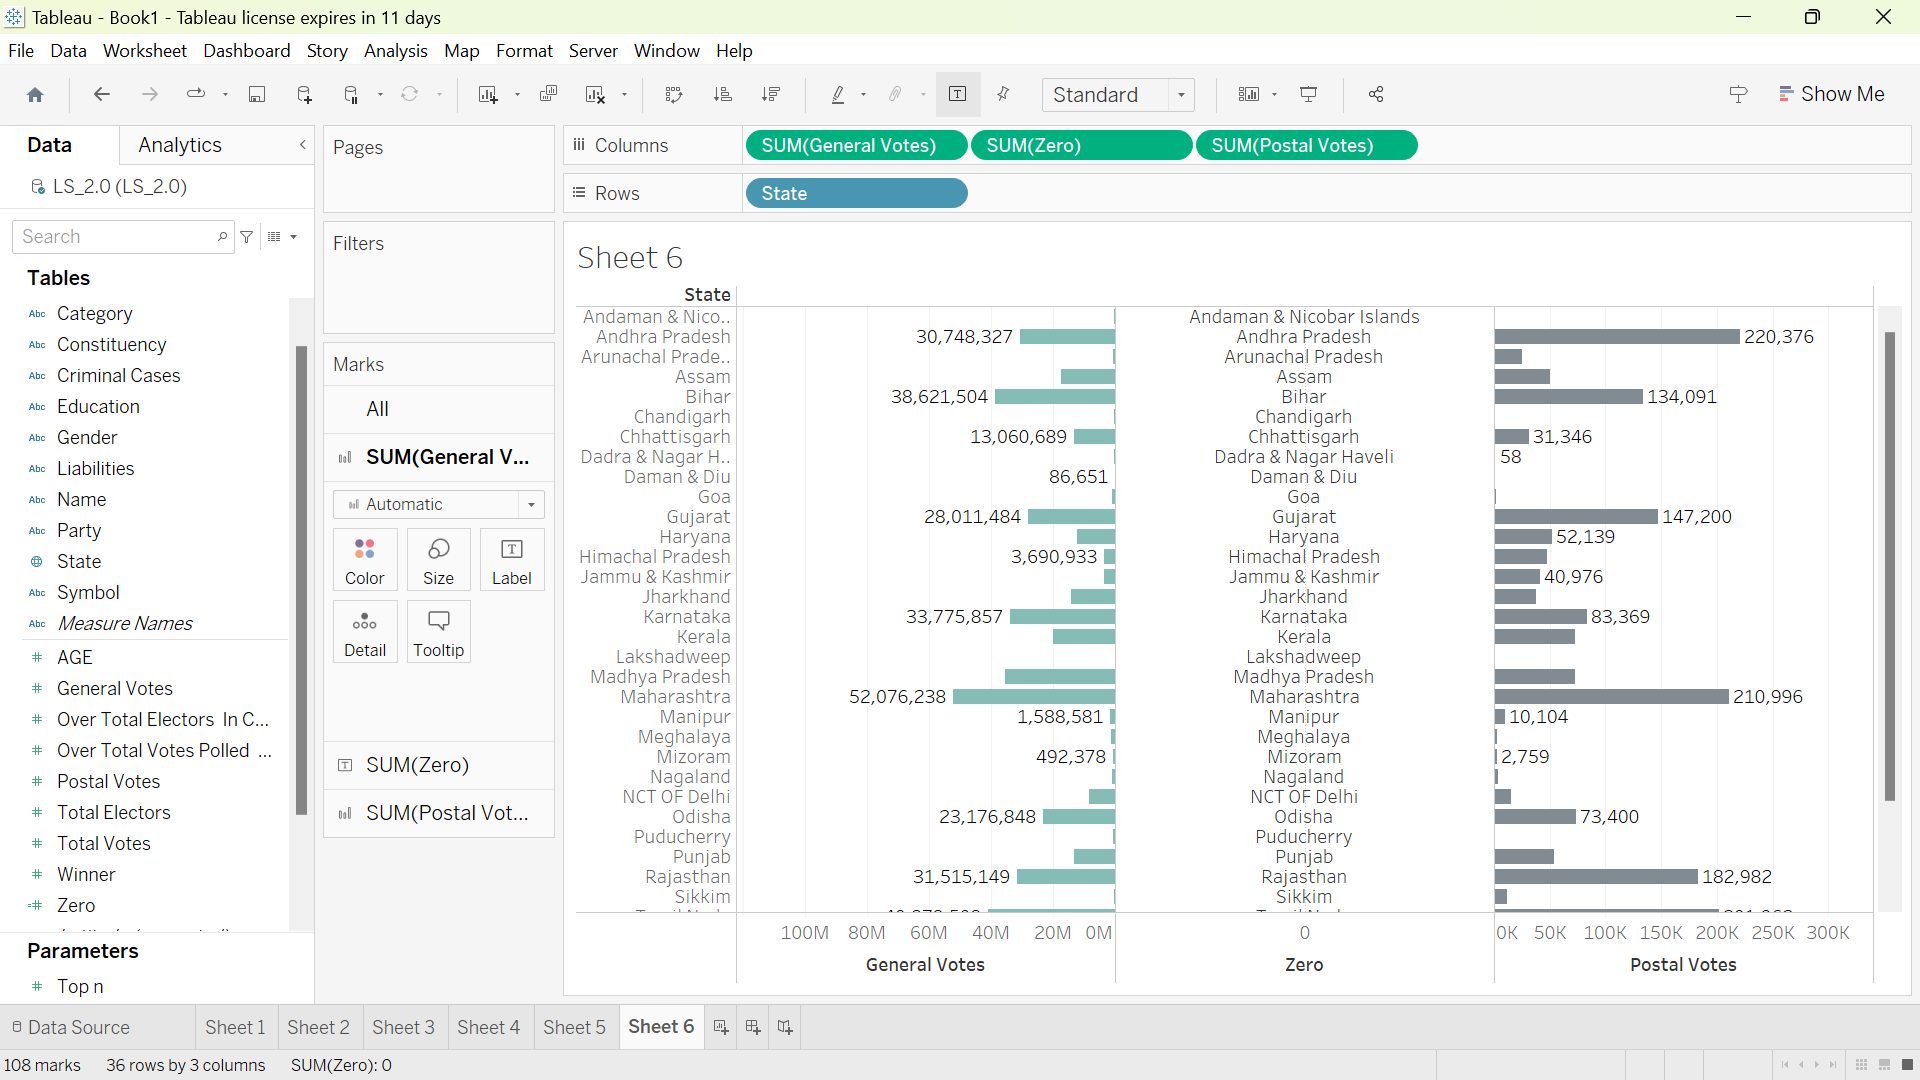 Tableau - Book1 - Tableau license expires in 11 days
File Data Worksheet Dashboard Story Analysis Map Format Server Window Help
Standard
Show Me
Data Analytics
LS_2.0 (LS_2.0)
Search
Tables
Abc Category
Abc Constituency
Abc Criminal Cases
Abc Education
Abc Gender
Abc Liabilities
Abc Name
Abc Party
State
Abc Symbol
Abc Measure Names
# AGE
# General Votes
# Over Total Electors In C...
# Over Total Votes Polled ...
# Postal Votes
# Total Electors
# Total Votes
# Winner
=# Zero
Parameters
# Top n
Pages
Filters
Marks
All
SUM(General V...
Automatic
Color Size Label
Detail Tooltip
SUM(Zero)
SUM(Postal Vot...
Columns SUM(General Votes) SUM(Zero) SUM(Postal Votes)
Rows State
Sheet 6
State
Andaman & Nico.. Andaman & Nicobar Islands
Andhra Pradesh 30,748,327 Andhra Pradesh 220,376
Arunachal Prade.. Arunachal Pradesh
Assam Assam
Bihar 38,621,504 Bihar 134,091
Chandigarh Chandigarh
Chhattisgarh 13,060,689 Chhattisgarh 31,346
Dadra & Nagar H.. Dadra & Nagar Haveli 58
Daman & Diu 86,651 Daman & Diu
Goa Goa
Gujarat 28,011,484 Gujarat 147,200
Haryana Haryana 52,139
Himachal Pradesh 3,690,933 Himachal Pradesh
Jammu & Kashmir Jammu & Kashmir 40,976
Jharkhand Jharkhand
Karnataka 33,775,857 Karnataka 83,369
Kerala Kerala
Lakshadweep Lakshadweep
Madhya Pradesh Madhya Pradesh
Maharashtra 52,076,238 Maharashtra 210,996
Manipur 1,588,581 Manipur 10,104
Meghalaya Meghalaya
Mizoram 492,378 Mizoram 2,759
Nagaland Nagaland
NCT OF Delhi NCT OF Delhi
Odisha 23,176,848 Odisha 73,400
Puducherry Puducherry
Punjab Punjab
Rajasthan 31,515,149 Rajasthan 182,982
Sikkim Sikkim
100M 80M 60M 40M 20M 0M 0 0K 50K 100K 150K 200K 250K 300K
General Votes Zero Postal Votes
Data Source Sheet 1 Sheet 2 Sheet 3 Sheet 4 Sheet 5 Sheet 6
108 marks 36 rows by 3 columns SUM(Zero): 0